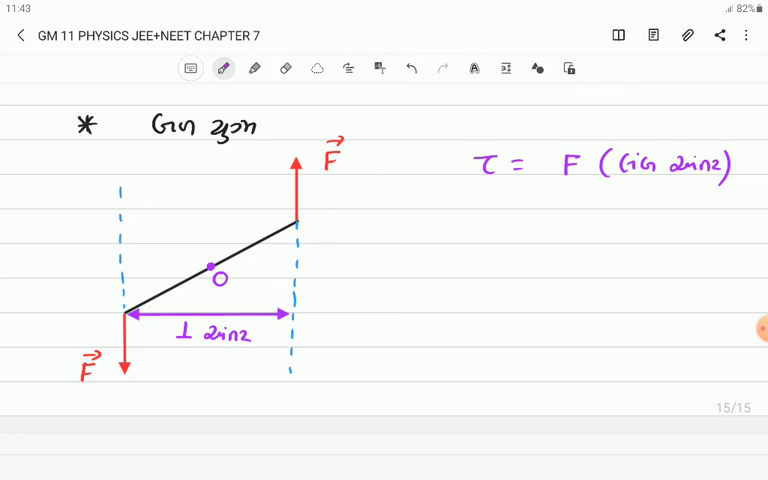 11:43
82%
GM 11 PHYSICS JEE+NEET CHAPTER 7
* બળ યુગ્મ
F
τ = F (લંબ અંતર)
O
⊥ અંતર
F
15/15